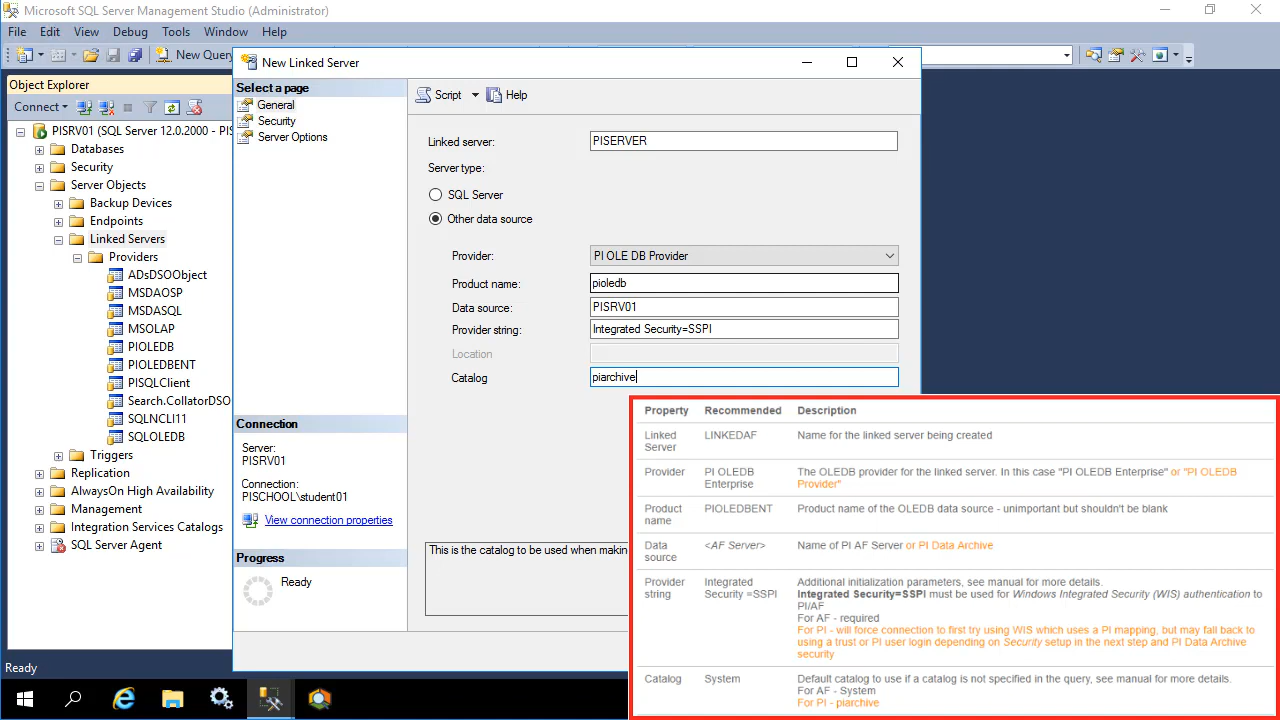 Microsoft SQL Server Management Studio (Administrator)
File Edit View Debug Tools Window Help
New Query
Object Explorer
Connect
PISRV01 (SQL Server 12.0.2000 - PIS
Databases
Security
Server Objects
Backup Devices
Endpoints
Linked Servers
Providers
ADsDSOObject
MSDAOSP
MSDASQL
MSOLAP
PIOLEDB
PIOLEDBENT
PISQLClient
Search.CollatorDSO
SQLNCLI11
SQLOLEDB
Triggers
Replication
AlwaysOn High Availability
Management
Integration Services Catalogs
SQL Server Agent
Ready
New Linked Server
Select a page
General
Security
Server Options
Connection
Server:
PISRV01
Connection:
PISCHOOL\student01
View connection properties
Progress
Ready
Script Help
Linked server: PISERVER
Server type:
SQL Server
Other data source
Provider: PI OLE DB Provider
Product name: pioledb
Data source: PISRV01
Provider string: Integrated Security=SSPI
Location
Catalog piarchive
This is the catalog to be used when makin
Property Recommended Description
Linked LINKEDAF Name for the linked server being created
Server
Provider PI OLEDB The OLEDB provider for the linked server. In this case "PI OLEDB Enterprise" or "PI OLEDB
Enterprise Provider"
Product PIOLEDBENT Product name of the OLEDB data source - unimportant but shouldn't be blank
name
Data <AF Server> Name of PI AF Server or PI Data Archive
source
Provider Integrated Additional initialization parameters, see manual for more details.
string Security =SSPI Integrated Security=SSPI must be used for Windows Integrated Security (WIS) authentication to
PI/AF
For AF - required
For PI - will force connection to first try using WIS which uses a PI mapping, but may fall back to
using a trust or PI user login depending on Security setup in the next step and PI Data Archive
security
Catalog System Default catalog to use if a catalog is not specified in the query, see manual for more details.
For AF - System
For PI - piarchive